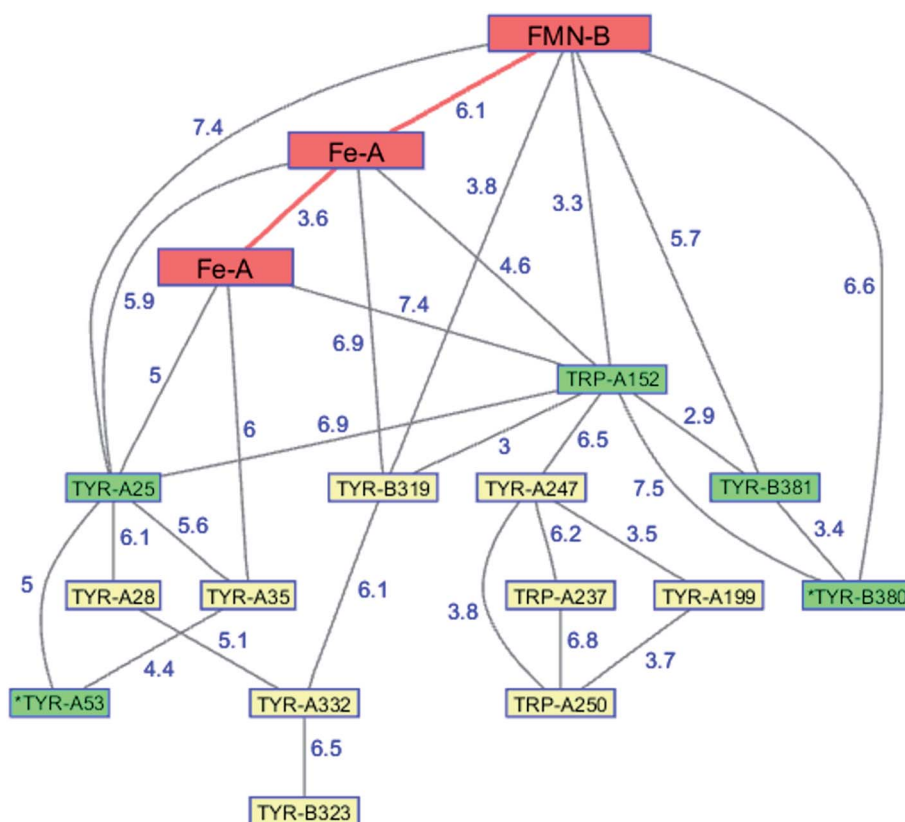 FMN-B
7.4
6.1
Fe-A
3.8
3.3
3.6
5.7
Fe-A
4.6
6.6
5.9
7.4
6.9
5
TRP-A152
6
6.9
3
6.5
2.9
TYR-A25
TYR-B319
TYR-A247
7.5
TYR-B381
6.1
5.6
6.2
3.5
3.4
5
TYR-A28
TYR-A35
6.1
TRP-A237
TYR-A199
*TYR-B380
3.8
5.1
6.8
4.4
3.7
*TYR-A53
TYR-A332
TRP-A250
6.5
TYR-B323